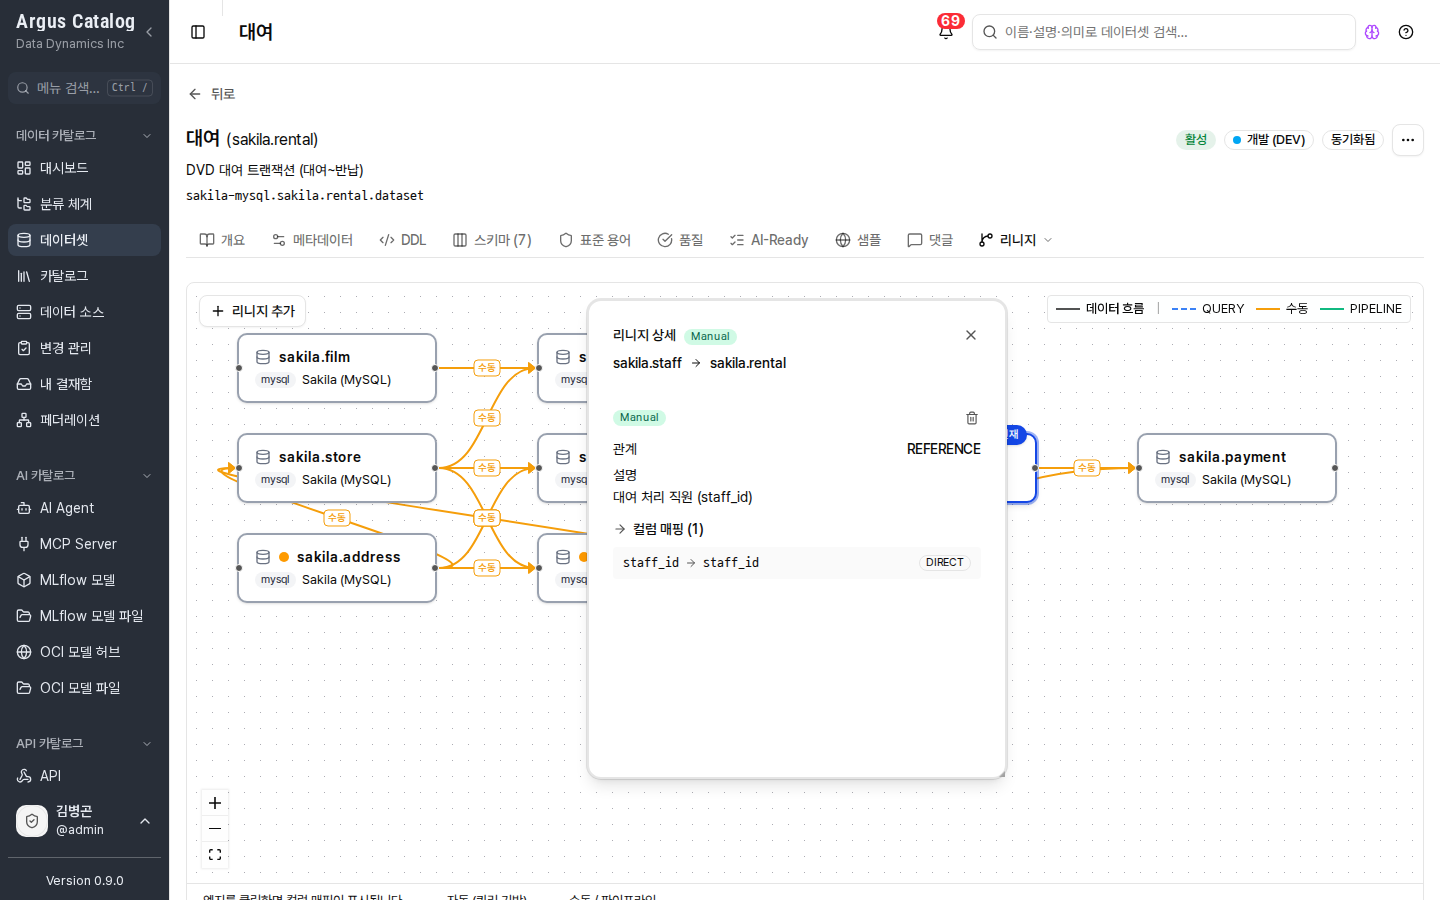 Argus Catalog
Data Dynamics Inc
메뉴 검색... Ctrl /
데이터 카탈로그
대시보드
분류 체계
데이터셋
카탈로그
데이터 소스
변경 관리
내 결재함
페더레이션
AI 카탈로그
AI Agent
MCP Server
MLflow 모델
MLflow 모델 파일
OCI 모델 허브
OCI 모델 파일
API 카탈로그
API
김병곤
@admin
Version 0.9.0
대여
69
이름·설명·의미로 데이터셋 검색...
뒤로
대여 (sakila.rental)
활성 개발 (DEV) 동기화됨
DVD 대여 트랜잭션 (대여~반납)
sakila-mysql.sakila.rental.dataset
개요 메타데이터 DDL 스키마 (7) 표준 용어 품질 AI-Ready 샘플 댓글 리니지
리니지 추가
데이터 흐름 | QUERY 수동 PIPELINE
sakila.film
mysql Sakila (MySQL)
수동
수동
sakila.store
mysql Sakila (MySQL)
수동
수동
수동
sakila.address
mysql Sakila (MySQL)
수동
리니지 상세 Manual
sakila.staff → sakila.rental
Manual
관계 REFERENCE
설명
대여 처리 직원 (staff_id)
→ 컬럼 매핑 (1)
staff_id → staff_id DIRECT
수동
sakila.payment
mysql Sakila (MySQL)